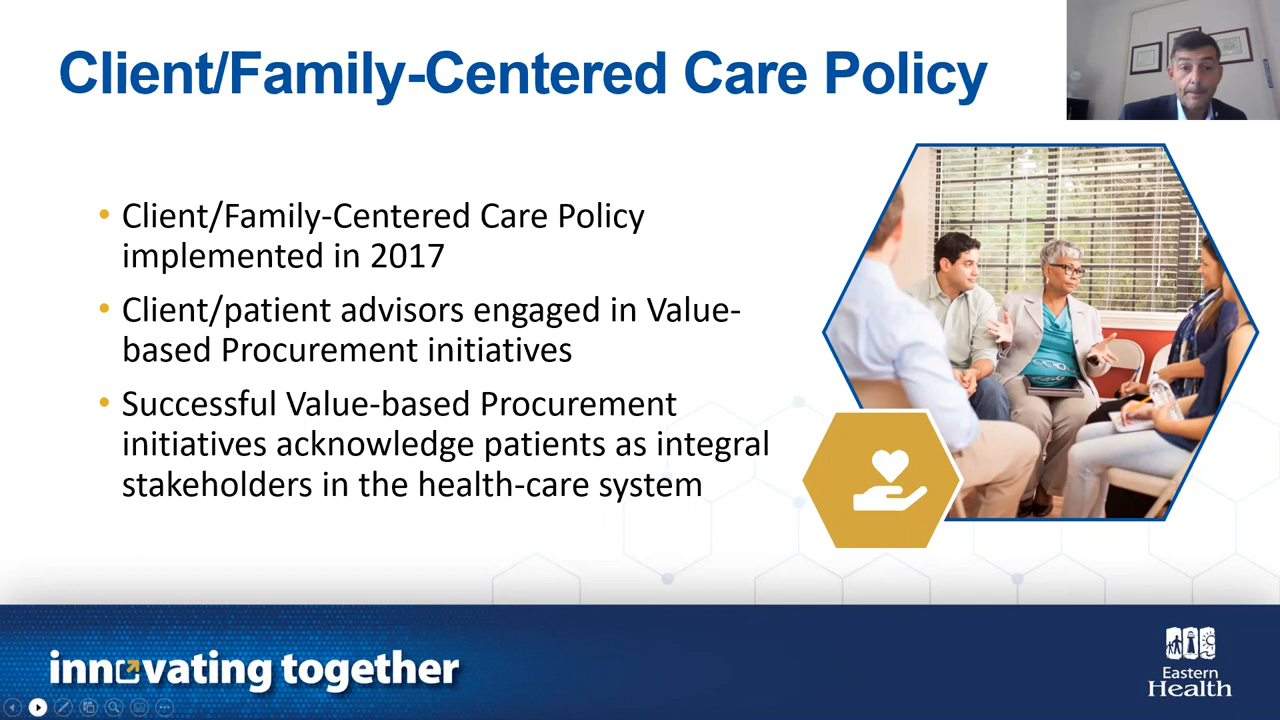 Client/Family-Centered Care Policy
• Client/Family-Centered Care Policy
implemented in 2017
• Client/patient advisors engaged in Value-
based Procurement initiatives
• Successful Value-based Procurement
initiatives acknowledge patients as integral
stakeholders in the health-care system
innovating together
Eastern
Health